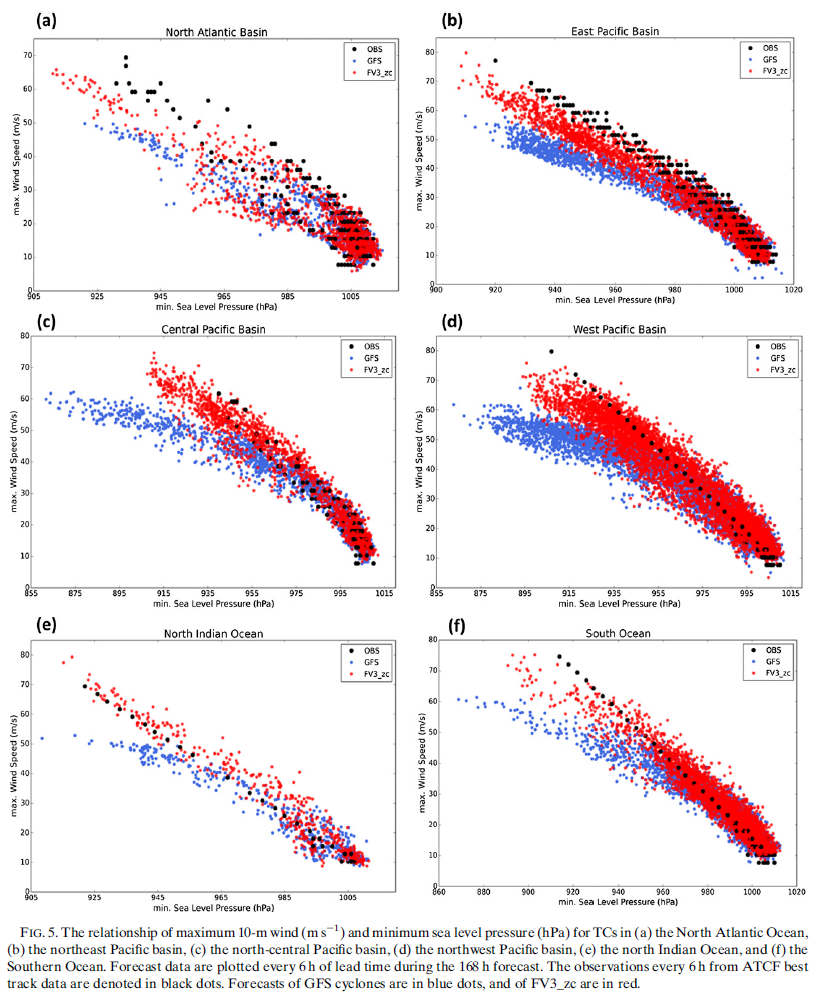 (a)
North Atlantic Basin
OBS
GFS
FV3_zc
max. Wind Speed (m/s)
70
60
50
40
30
20
10
0
905 925 945 965 985 1005
min. Sea Level Pressure (hPa)
(b)
East Pacific Basin
OBS
GFS
FV3_zc
max. Wind Speed (m/s)
80
70
60
50
40
30
20
10
0
900 920 940 960 980 1000 1020
min. Sea Level Pressure (hPa)
(c)
Central Pacific Basin
OBS
GFS
FV3_zc
max. Wind Speed (m/s)
80
70
60
50
40
30
20
10
0
855 875 895 915 935 955 975 995 1015
min. Sea Level Pressure (hPa)
(d)
West Pacific Basin
OBS
GFS
FV3_zc
max. Wind Speed (m/s)
80
70
60
50
40
30
20
10
0
855 875 895 915 935 955 975 995 1015
min. Sea Level Pressure (hPa)
(e)
North Indian Ocean
OBS
GFS
FV3_zc
max. Wind Speed (m/s)
80
70
60
50
40
30
20
10
0
905 925 945 965 985 1005
min. Sea Level Pressure (hPa)
(f)
South Ocean
OBS
GFS
FV3_zc
max. Wind Speed (m/s)
80
70
60
50
40
30
20
10
0
860 880 900 920 940 960 980 1000 1020
min. Sea Level Pressure (hPa)
FIG. 5. The relationship of maximum 10-m wind (m s⁻¹) and minimum sea level pressure (hPa) for TCs in (a) the North Atlantic Ocean,
(b) the northeast Pacific basin, (c) the north-central Pacific basin, (d) the northwest Pacific basin, (e) the north Indian Ocean, and (f) the
Southern Ocean. Forecast data are plotted every 6 h of lead time during the 168 h forecast. The observations every 6 h from ATCF best
track data are denoted in black dots. Forecasts of GFS cyclones are in blue dots, and of FV3_zc are in red.